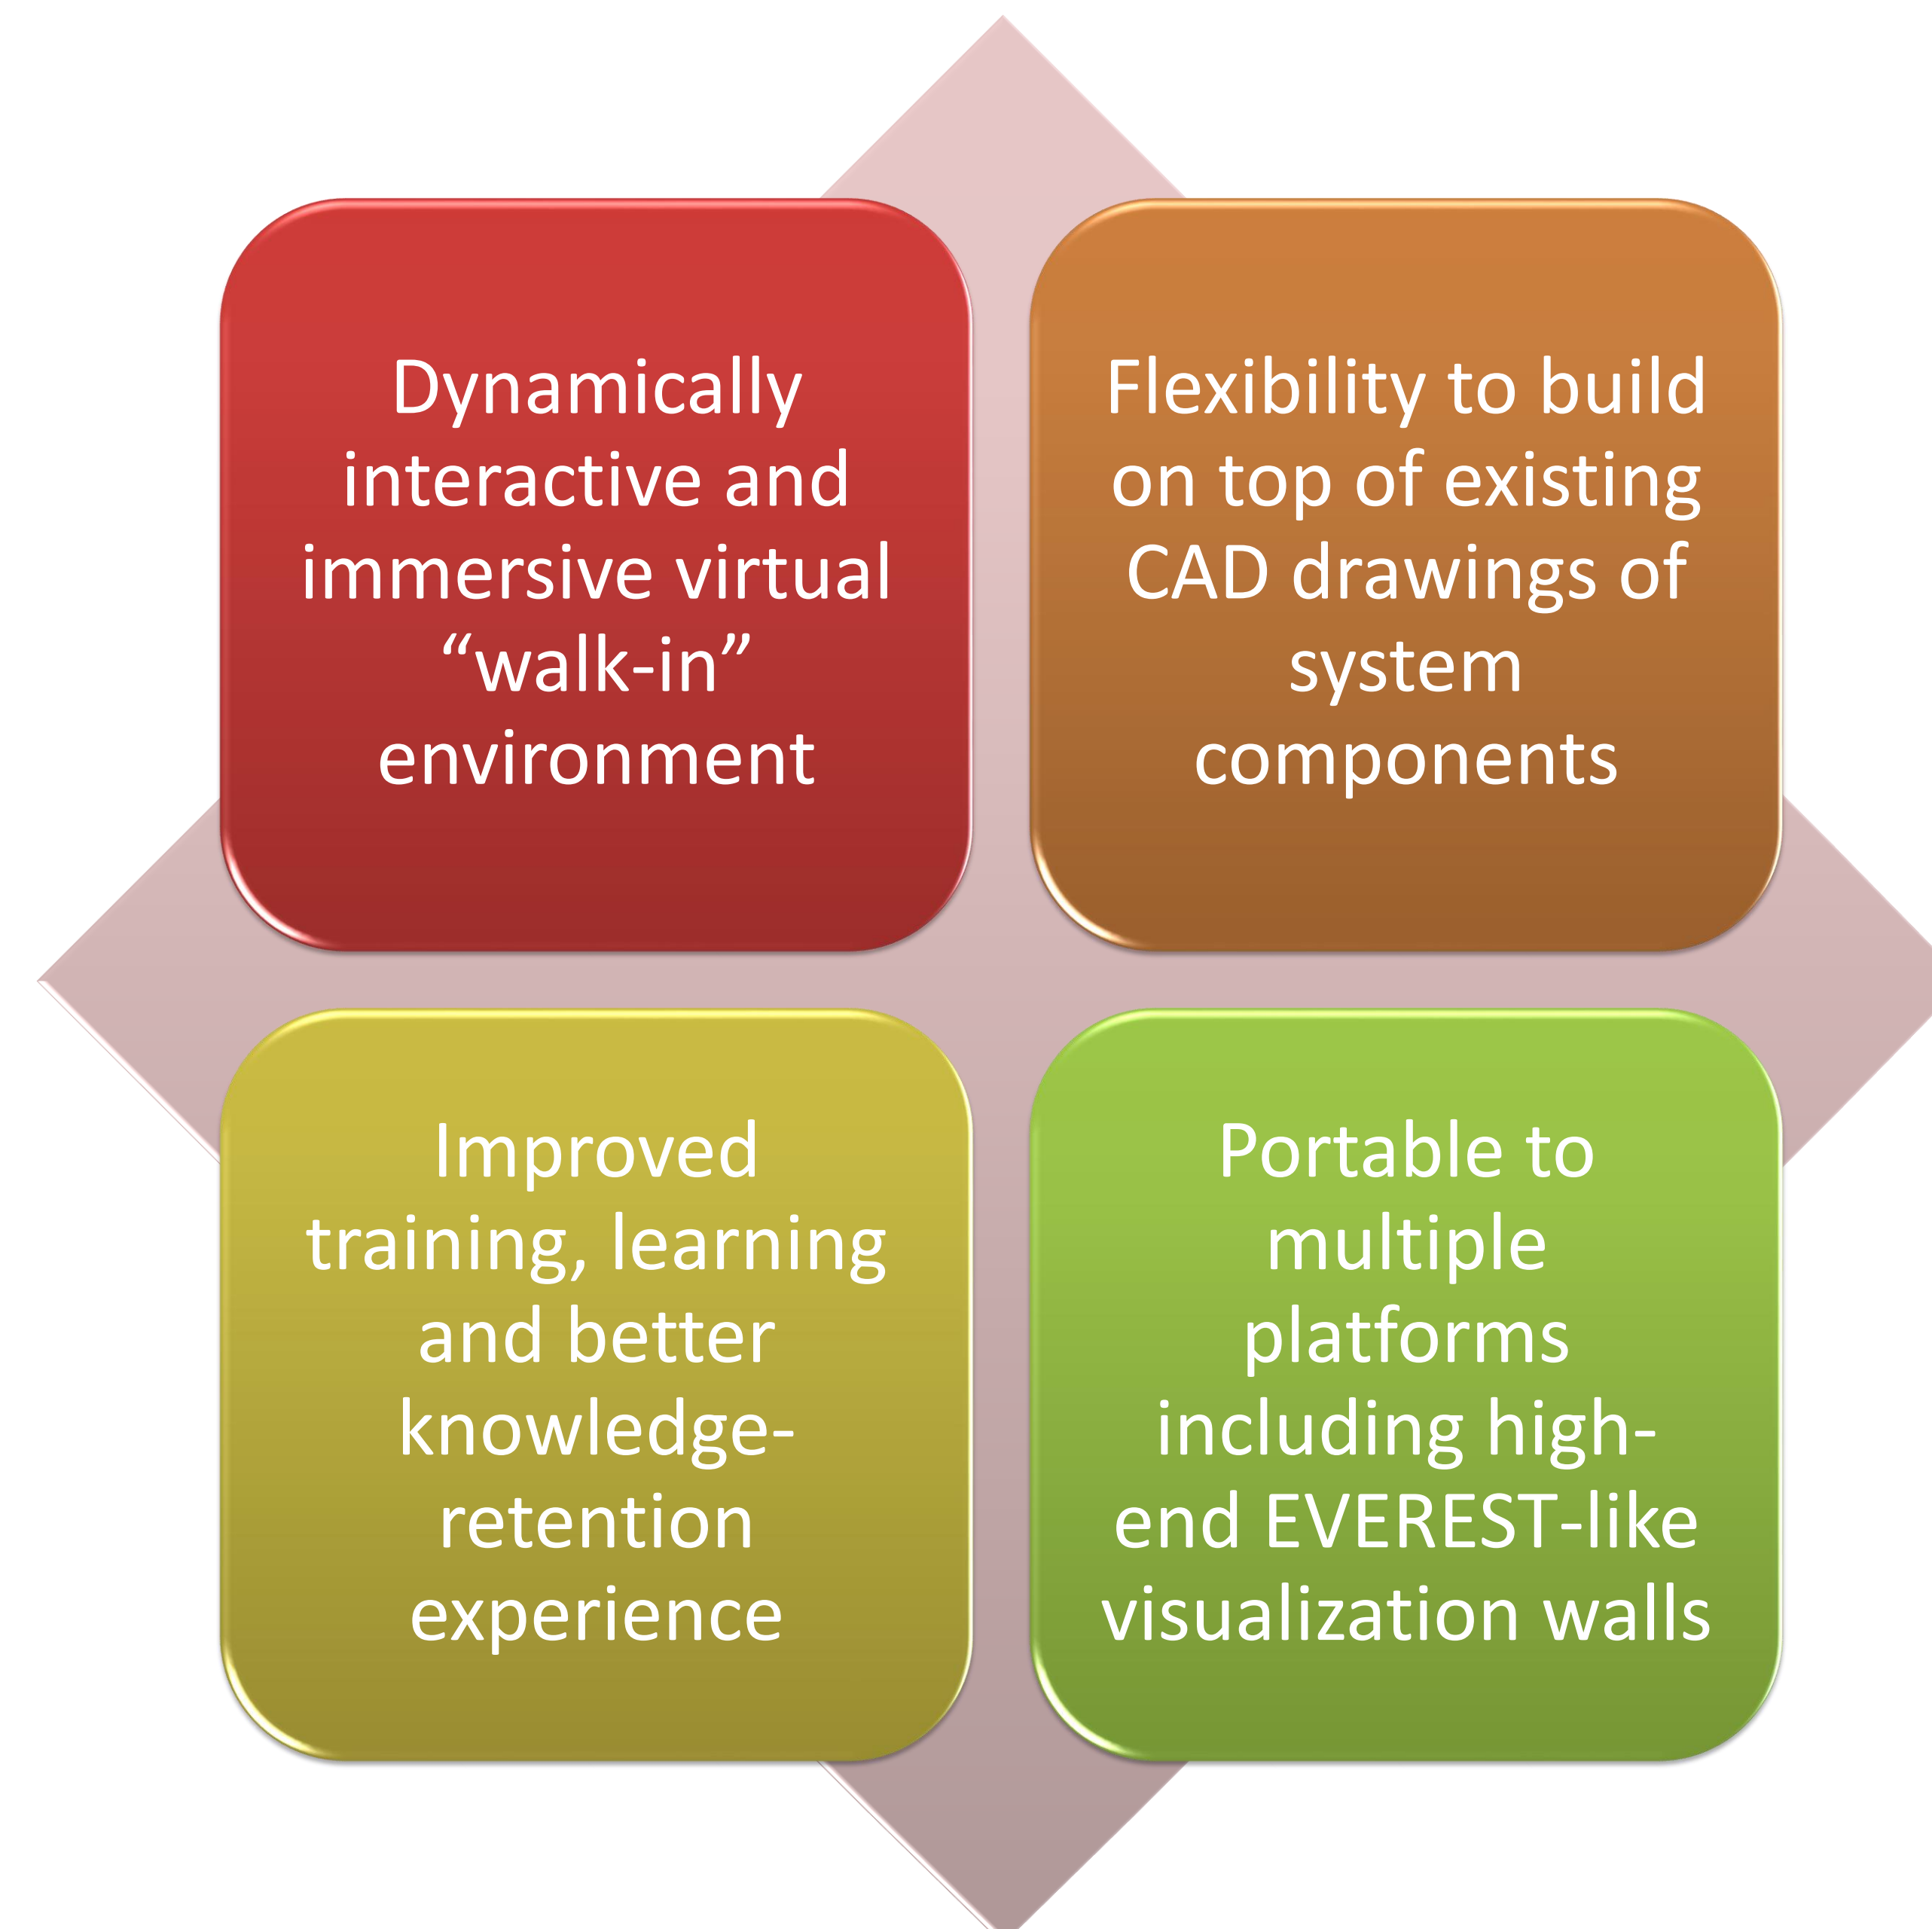 Dynamically
interactive and
immersive virtual
“walk-in”
environment
Flexibility to build
on top of existing
CAD drawings of
system
components
Improved
training, learning
and better
knowledge-
retention
experience
Portable to
multiple
platforms
including high-
end EVEREST-like
visualization walls